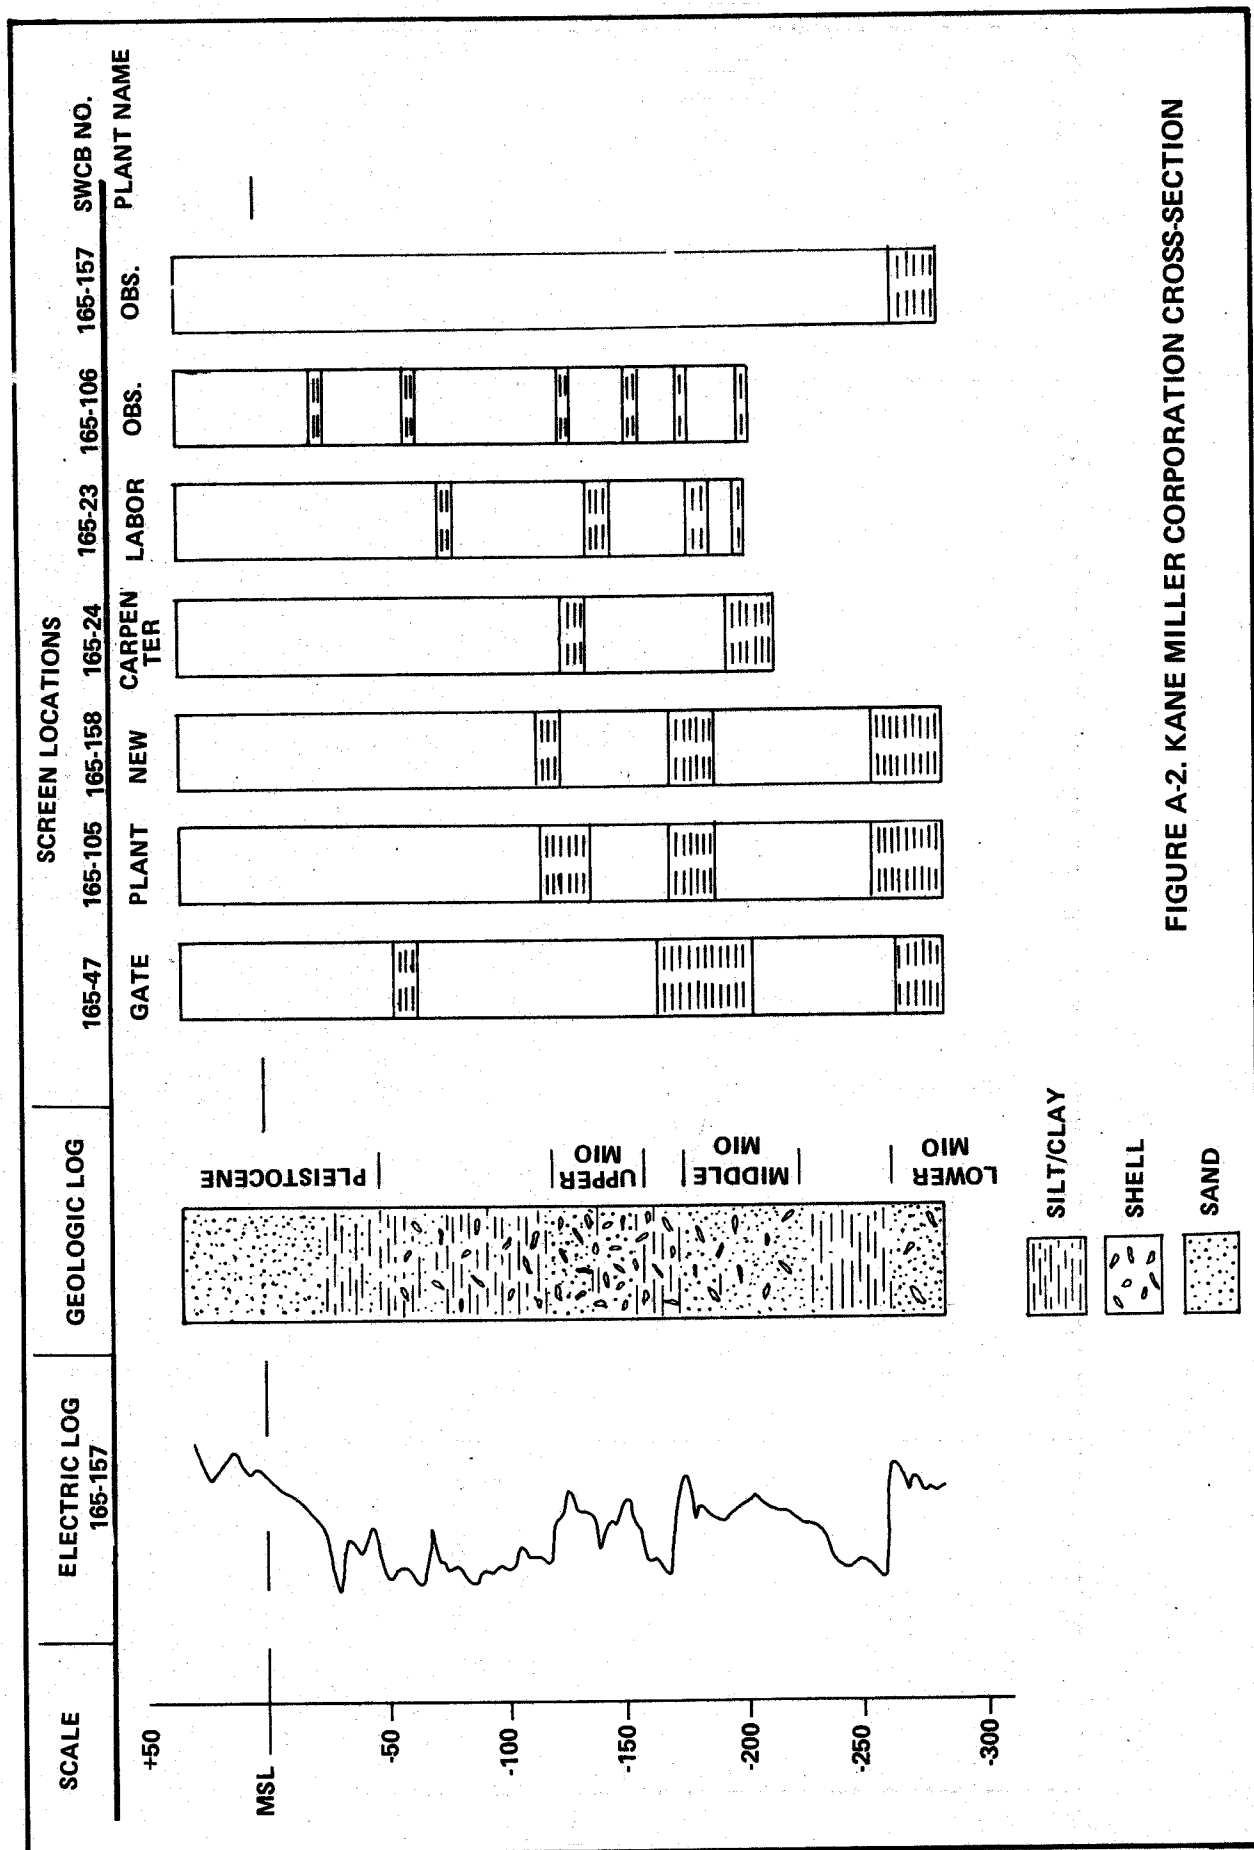 SCALE
ELECTRIC LOG
165-157
GEOLOGIC LOG
SCREEN LOCATIONS
165-47
165-105
165-158
165-24
165-23
165-106
165-157
SWCB NO.
GATE
PLANT
NEW
CARPEN
TER
LABOR
OBS.
OBS.
PLANT NAME
+50
MSL
-50
-100
-150
-200
-250
-300
PLEISTOCENE
UPPER
MIO
MIDDLE
MIO
LOWER
MIO
SILT/CLAY
SHELL
SAND
FIGURE A-2. KANE MILLER CORPORATION CROSS-SECTION